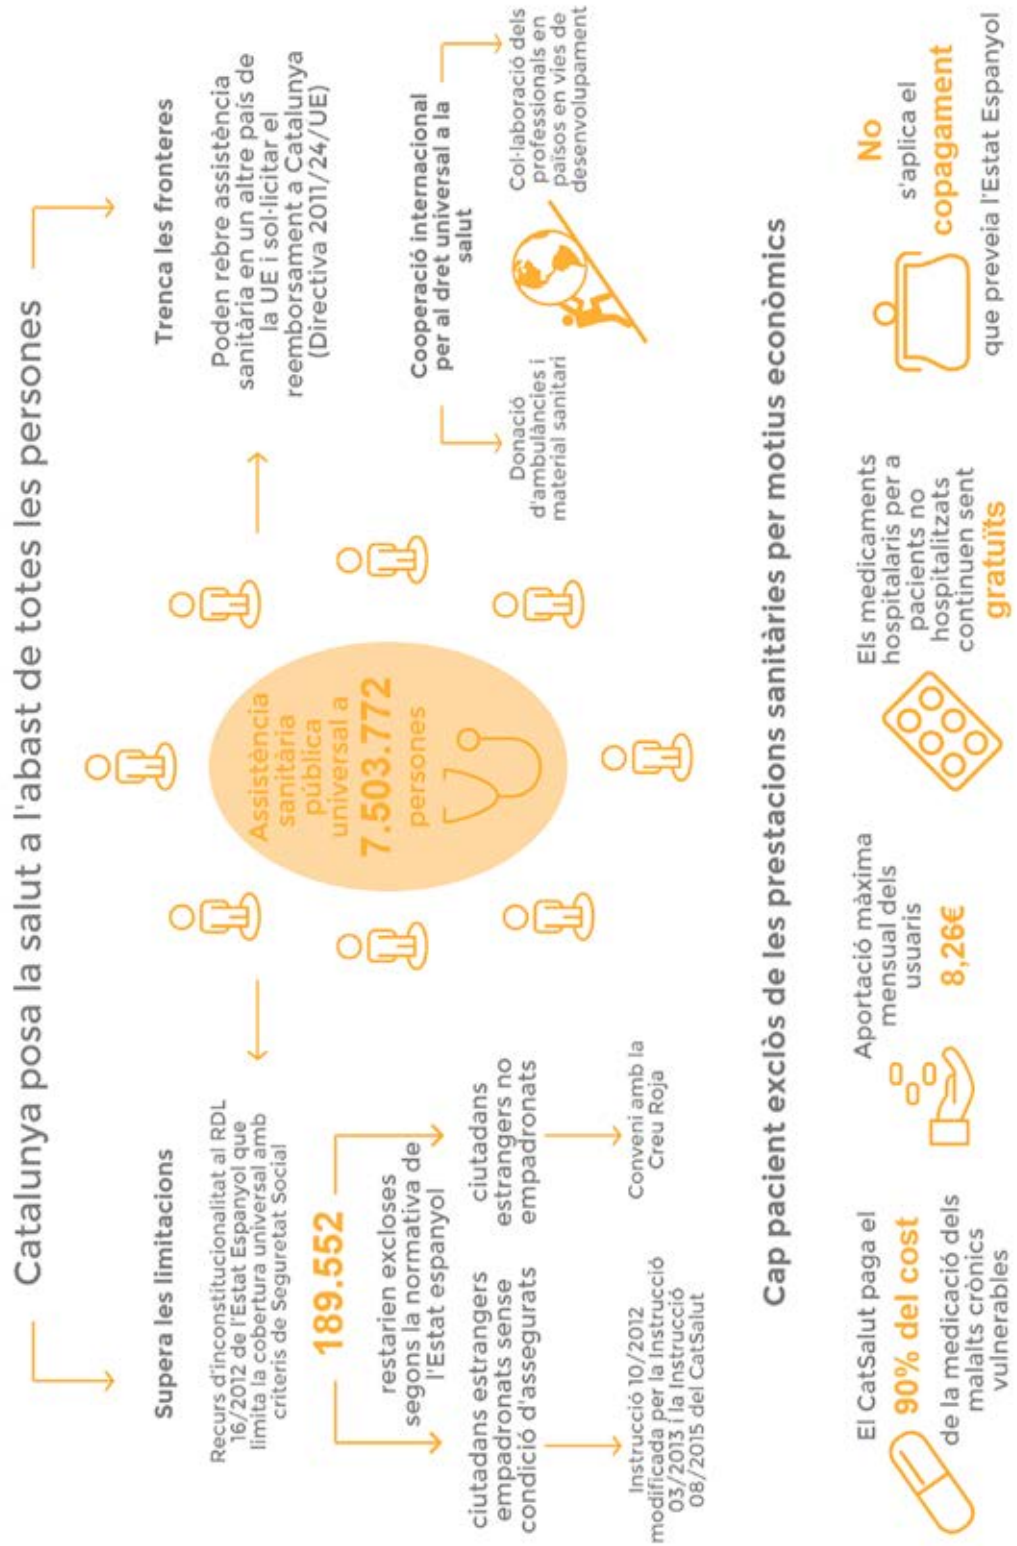 Catalunya posa la salut a l'abast de totes les persones
Supera les limitacions
Recurs d'inconstitucionalitat al RDL
16/2012 de l'Estat Espanyol que
limita la cobertura universal amb
criteris de Seguretat Social
189.552
restarien excloses
segons la normativa de
l'Estat espanyol
ciutadans estrangers
empadronats sense
condició d'assegurats
Instrucció 10/2012
modificada per la Instrucció
03/2013 i la Instrucció
08/2015 del CatSalut
ciutadans
estrangers no
empadronats
Conveni amb la
Creu Roja
Assistència
sanitària
pública
universal a
7.503.772
persones
Trenca les fronteres
Poden rebre assistència
sanitària en un altre país de
la UE i sol·licitar el
reemborsament a Catalunya
(Directiva 2011/24/UE)
Cooperació internacional
per al dret universal a la
salut
Donació
d'ambulàncies i
material sanitari
Col·laboració dels
professionals en
països en vies de
desenvolupament
Cap pacient exclòs de les prestacions sanitàries per motius econòmics
El CatSalut paga el
90% del cost
de la medicació dels
malalts crònics
vulnerables
Aportació màxima
mensual dels
usuaris
8,26€
Els medicaments
hospitalaris per a
pacients no
hospitalitzats
continuen sent
gratuïts
No
s'aplica el
copagament
que preveia l'Estat Espanyol